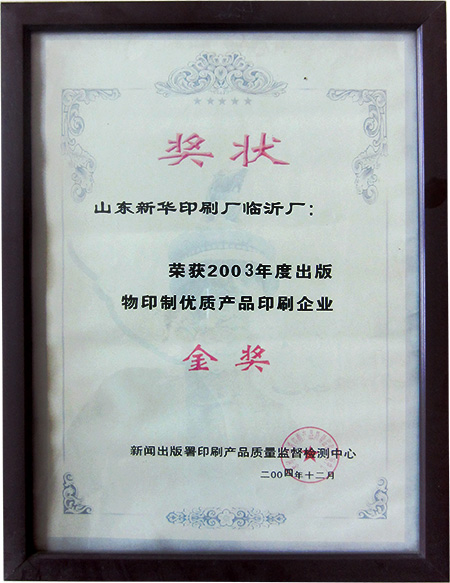 奖状
山东新华印刷厂临沂厂：
荣获2003年度出版
物印制优质产品印刷企业
金奖
新闻出版署印刷产品质量监督检测中心
二00四年十二月